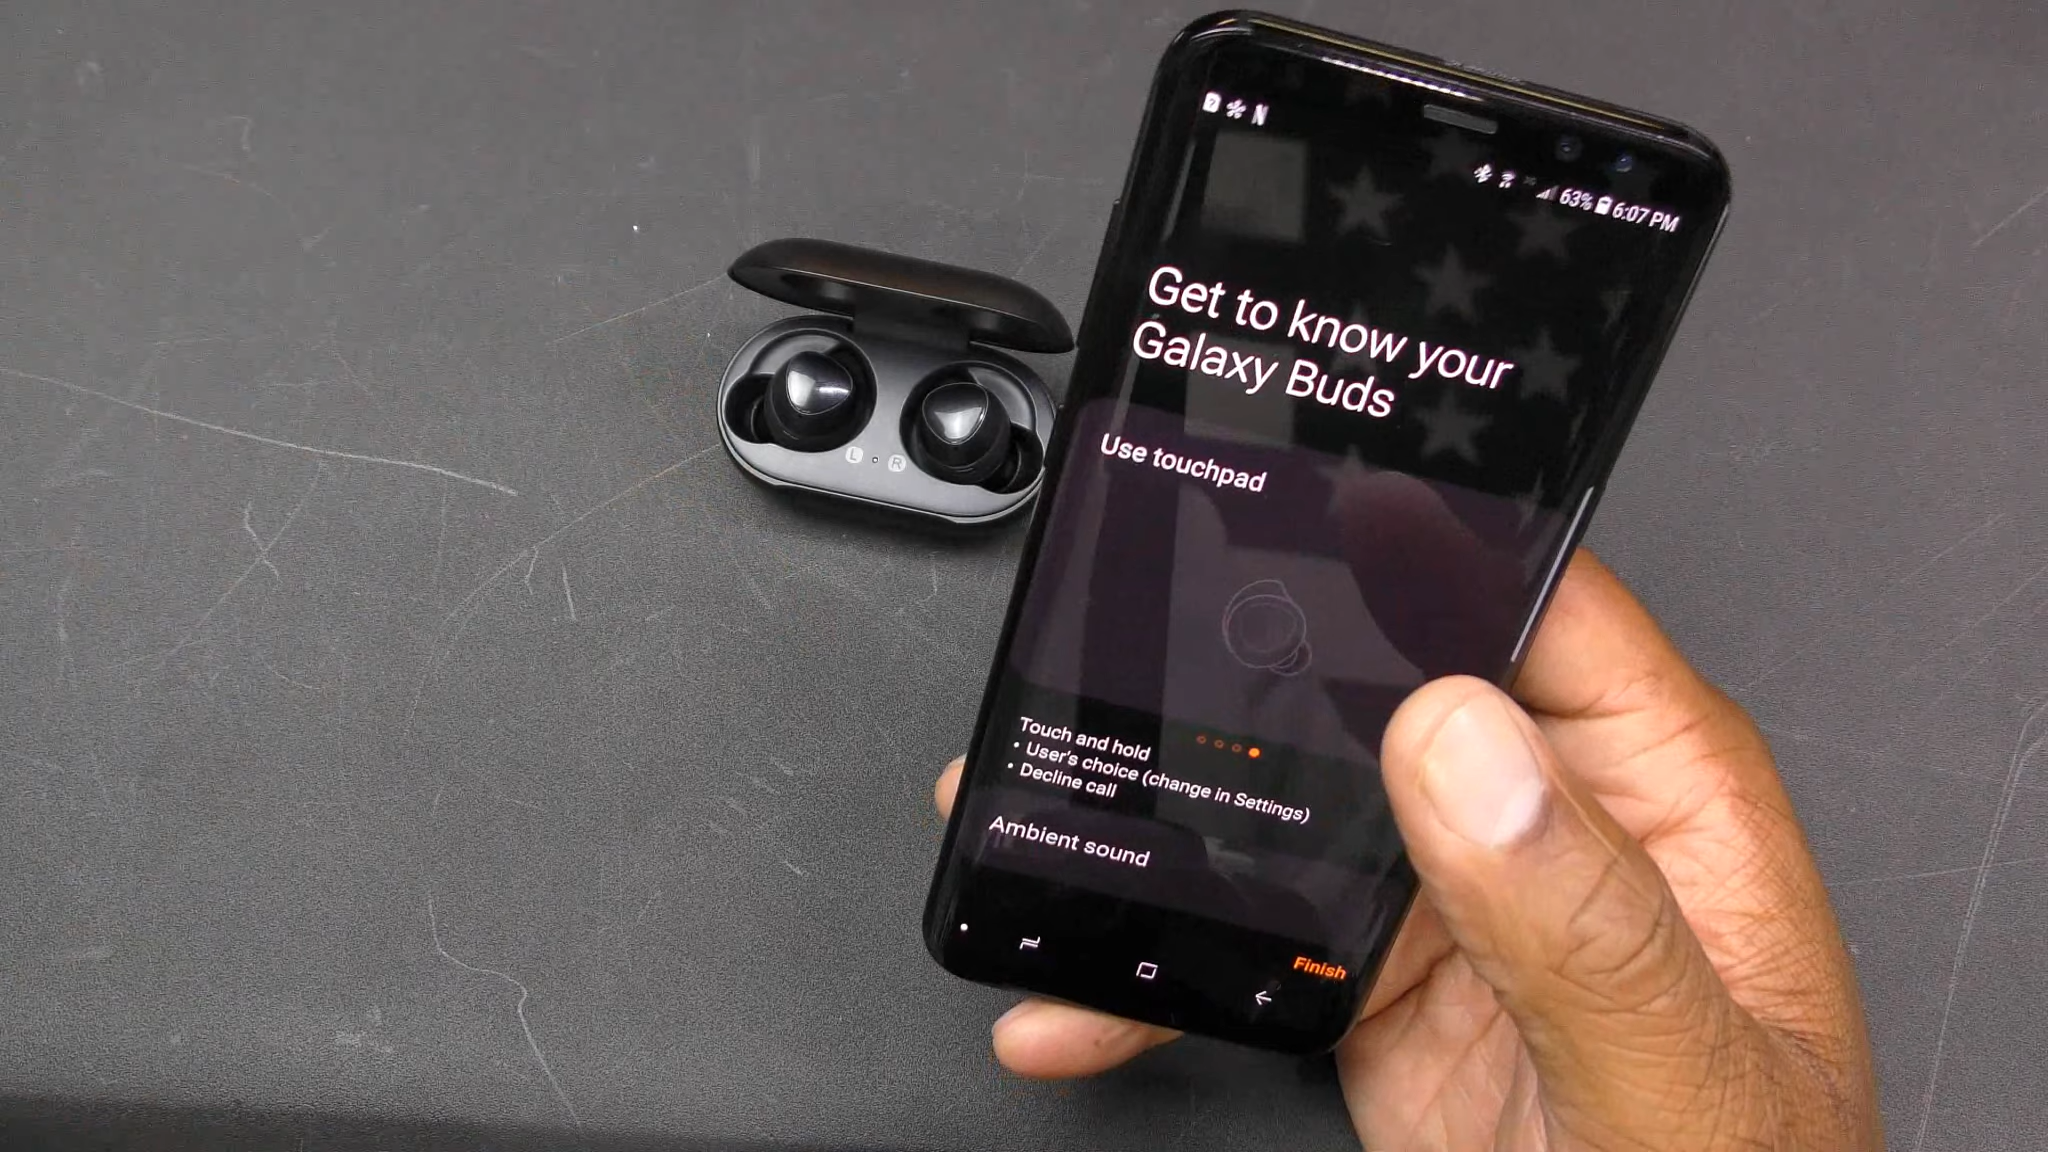 63% 6:07 PM
Get to know your
Galaxy Buds
Use touchpad
L R
Touch and hold
• User's choice (change in Settings)
• Decline call
Ambient sound
Finish